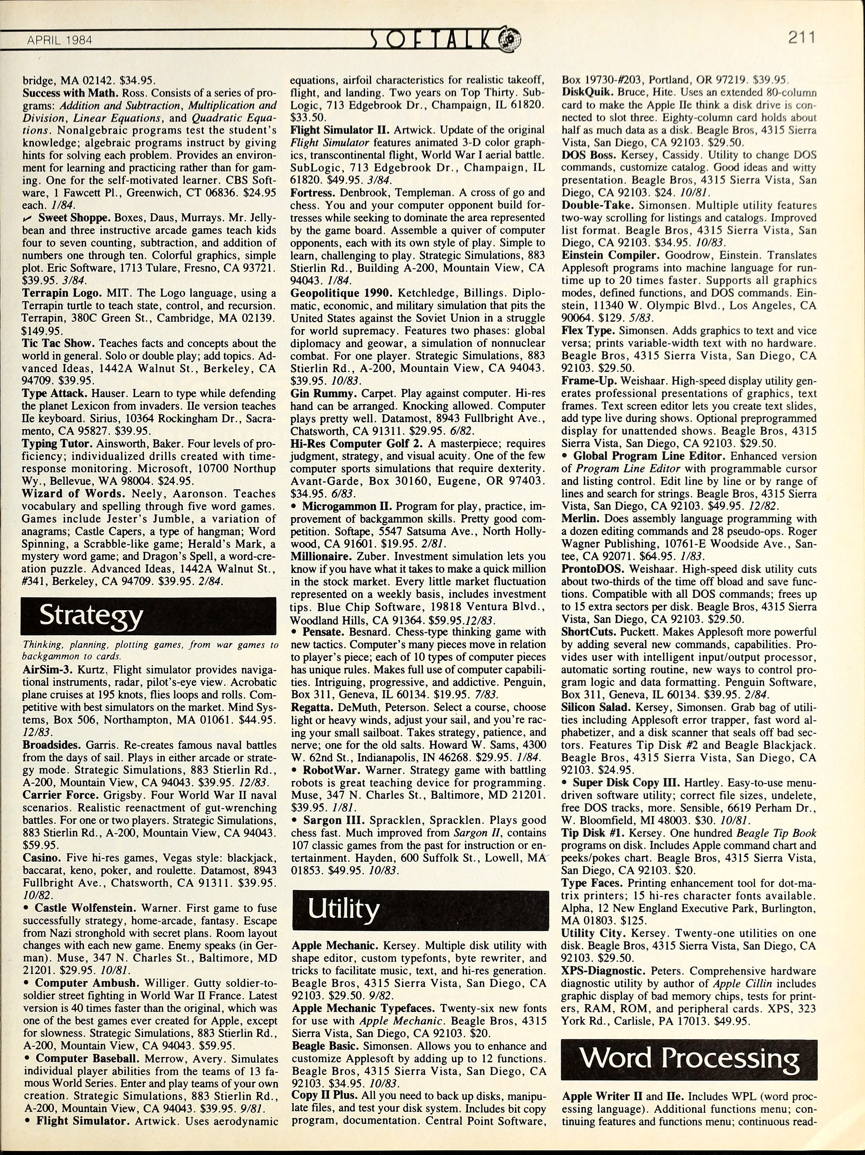 APRIL 1984
SOFTALK
211
bridge, MA 02142. $34.95.
Success with Math. Ross. Consists of a series of pro-
grams: Addition and Subtraction, Multiplication and
Division, Linear Equations, and Quadratic Equa-
tions. Nonalgebraic programs test the student's
knowledge; algebraic programs instruct by giving
hints for solving each problem. Provides an environ-
ment for learning and practicing rather than for gam-
ing. One for the self-motivated learner. CBS Soft-
ware, 1 Fawcett Pl., Greenwich, CT 06836. $24.95
each. 1/84.
✓ Sweet Shoppe. Boxes, Daus, Murrays. Mr. Jelly-
bean and three instructive arcade games teach kids
four to seven counting, subtraction, and addition of
numbers one through ten. Colorful graphics, simple
plot. Eric Software, 1713 Tulare, Fresno, CA 93721.
$39.95. 3/84.
Terrapin Logo. MIT. The Logo language, using a
Terrapin turtle to teach state, control, and recursion.
Terrapin, 380C Green St., Cambridge, MA 02139.
$149.95.
Tic Tac Show. Teaches facts and concepts about the
world in general. Solo or double play; add topics. Ad-
vanced Ideas, 1442A Walnut St., Berkeley, CA
94709. $39.95.
Type Attack. Hauser. Learn to type while defending
the planet Lexicon from invaders. IIe version teaches
IIe keyboard. Sirius, 10364 Rockingham Dr., Sacra-
mento, CA 95827. $39.95.
Typing Tutor. Ainsworth, Baker. Four levels of pro-
ficiency; individualized drills created with time-
response monitoring. Microsoft, 10700 Northup
Wy., Bellevue, WA 98004. $24.95.
Wizard of Words. Neely, Aaronson. Teaches
vocabulary and spelling through five word games.
Games include Jester's Jumble, a variation of
anagrams; Castle Capers, a type of hangman; Word
Spinning, a Scrabble-like game; Herald's Mark, a
mystery word game; and Dragon's Spell, a word-cre-
ation puzzle. Advanced Ideas, 1442A Walnut St.,
#341, Berkeley, CA 94709. $39.95. 2/84.
Strategy
Thinking, planning, plotting games, from war games to
backgammon to cards.
AirSim-3. Kurtz, Flight simulator provides naviga-
tional instruments, radar, pilot's-eye view. Acrobatic
plane cruises at 195 knots, flies loops and rolls. Com-
petitive with best simulators on the market. Mind Sys-
tems, Box 506, Northampton, MA 01061. $44.95.
12/83.
Broadsides. Garris. Re-creates famous naval battles
from the days of sail. Plays in either arcade or strate-
gy mode. Strategic Simulations, 883 Stierlin Rd.,
A-200, Mountain View, CA 94043. $39.95. 12/83.
Carrier Force. Grigsby. Four World War II naval
scenarios. Realistic reenactment of gut-wrenching
battles. For one or two players. Strategic Simulations,
883 Stierlin Rd., A-200, Mountain View, CA 94043.
$59.95.
Casino. Five hi-res games, Vegas style: blackjack,
baccarat, keno, poker, and roulette. Datamost, 8943
Fullbright Ave., Chatsworth, CA 91311. $39.95.
10/82.
• Castle Wolfenstein. Warner. First game to fuse
successfully strategy, home-arcade, fantasy. Escape
from Nazi stronghold with secret plans. Room layout
changes with each new game. Enemy speaks (in Ger-
man). Muse, 347 N. Charles St., Baltimore, MD
21201. $29.95. 10/81.
• Computer Ambush. Williger. Gutty soldier-to-
soldier street fighting in World War II France. Latest
version is 40 times faster than the original, which was
one of the best games ever created for Apple, except
for slowness. Strategic Simulations, 883 Stierlin Rd.,
A-200, Mountain View, CA 94043. $59.95.
• Computer Baseball. Merrow, Avery. Simulates
individual player abilities from the teams of 13 fa-
mous World Series. Enter and play teams of your own
creation. Strategic Simulations, 883 Stierlin Rd.,
A-200, Mountain View, CA 94043. $39.95. 9/81.
• Flight Simulator. Artwick. Uses aerodynamic
equations, airfoil characteristics for realistic takeoff,
flight, and landing. Two years on Top Thirty. Sub-
Logic, 713 Edgebrook Dr., Champaign, IL 61820.
$33.50.
Flight Simulator II. Artwick. Update of the original
Flight Simulator features animated 3-D color graph-
ics, transcontinental flight, World War I aerial battle.
SubLogic, 713 Edgebrook Dr., Champaign, IL
61820. $49.95. 3/84.
Fortress. Denbrook, Templeman. A cross of go and
chess. You and your computer opponent build for-
tresses while seeking to dominate the area represented
by the game board. Assemble a quiver of computer
opponents, each with its own style of play. Simple to
learn, challenging to play. Strategic Simulations, 883
Stierlin Rd., Building A-200, Mountain View, CA
94043. 1/84.
Geopolitique 1990. Ketchledge, Billings. Diplo-
matic, economic, and military simulation that pits the
United States against the Soviet Union in a struggle
for world supremacy. Features two phases: global
diplomacy and geowar, a simulation of nonnuclear
combat. For one player. Strategic Simulations, 883
Stierlin Rd., A-200, Mountain View, CA 94043.
$39.95. 10/83.
Gin Rummy. Carpet. Play against computer. Hi-res
hand can be arranged. Knocking allowed. Computer
plays pretty well. Datamost, 8943 Fullbright Ave.,
Chatsworth, CA 91311. $29.95. 6/82.
Hi-Res Computer Golf 2. A masterpiece; requires
judgment, strategy, and visual acuity. One of the few
computer sports simulations that require dexterity.
Avant-Garde, Box 30160, Eugene, OR 97403.
$34.95. 6/83.
• Microgammon II. Program for play, practice, im-
provement of backgammon skills. Pretty good com-
petition. Softape, 5547 Satsuma Ave., North Holly-
wood, CA 91601. $19.95. 2/81.
Millionaire. Zuber. Investment simulation lets you
know if you have what it takes to make a quick million
in the stock market. Every little market fluctuation
represented on a weekly basis, includes investment
tips. Blue Chip Software, 19818 Ventura Blvd.,
Woodland Hills, CA 91364. $59.95.12/83.
• Pensate. Besnard. Chess-type thinking game with
new tactics. Computer's many pieces move in relation
to player's piece; each of 10 types of computer pieces
has unique rules. Makes full use of computer capabili-
ties. Intriguing, progressive, and addictive. Penguin,
Box 311, Geneva, IL 60134. $19.95. 7/83.
Regatta. DeMuth, Peterson. Select a course, choose
light or heavy winds, adjust your sail, and you're rac-
ing your small sailboat. Takes strategy, patience, and
nerve; one for the old salts. Howard W. Sams, 4300
W. 62nd St., Indianapolis, IN 46268. $29.95. 1/84.
• RobotWar. Warner. Strategy game with battling
robots is great teaching device for programming.
Muse, 347 N. Charles St., Baltimore, MD 21201.
$39.95. 1/81.
• Sargon III. Spracklen, Spracklen. Plays good
chess fast. Much improved from Sargon II, contains
107 classic games from the past for instruction or en-
tertainment. Hayden, 600 Suffolk St., Lowell, MA
01853. $49.95. 10/83.
Utility
Apple Mechanic. Kersey. Multiple disk utility with
shape editor, custom typefonts, byte rewriter, and
tricks to facilitate music, text, and hi-res generation.
Beagle Bros, 4315 Sierra Vista, San Diego, CA
92103. $29.50. 9/82.
Apple Mechanic Typefaces. Twenty-six new fonts
for use with Apple Mechanic. Beagle Bros, 4315
Sierra Vista, San Diego, CA 92103. $20.
Beagle Basic. Simonsen. Allows you to enhance and
customize Applesoft by adding up to 12 functions.
Beagle Bros, 4315 Sierra Vista, San Diego, CA
92103. $34.95. 10/83.
Copy II Plus. All you need to back up disks, manipu-
late files, and test your disk system. Includes bit copy
program, documentation. Central Point Software,
Box 19730-#203, Portland, OR 97219. $39.95.
DiskQuik. Bruce, Hite. Uses an extended 80-column
card to make the Apple IIe think a disk drive is con-
nected to slot three. Eighty-column card holds about
half as much data as a disk. Beagle Bros, 4315 Sierra
Vista, San Diego, CA 92103. $29.50.
DOS Boss. Kersey, Cassidy. Utility to change DOS
commands, customize catalog. Good ideas and witty
presentation. Beagle Bros, 4315 Sierra Vista, San
Diego, CA 92103. $24. 10/81.
Double-Take. Simonsen. Multiple utility features
two-way scrolling for listings and catalogs. Improved
list format. Beagle Bros, 4315 Sierra Vista, San
Diego, CA 92103. $34.95. 10/83.
Einstein Compiler. Goodrow, Einstein. Translates
Applesoft programs into machine language for run-
time up to 20 times faster. Supports all graphics
modes, defined functions, and DOS commands. Ein-
stein, 11340 W. Olympic Blvd., Los Angeles, CA
90064. $129. 5/83.
Flex Type. Simonsen. Adds graphics to text and vice
versa; prints variable-width text with no hardware.
Beagle Bros, 4315 Sierra Vista, San Diego, CA
92103. $29.50.
Frame-Up. Weishaar. High-speed display utility gen-
erates professional presentations of graphics, text
frames. Text screen editor lets you create text slides,
add type live during shows. Optional preprogrammed
display for unattended shows. Beagle Bros, 4315
Sierra Vista, San Diego, CA 92103. $29.50.
• Global Program Line Editor. Enhanced version
of Program Line Editor with programmable cursor
and listing control. Edit line by line or by range of
lines and search for strings. Beagle Bros, 4315 Sierra
Vista, San Diego, CA 92103. $49.95. 12/82.
Merlin. Does assembly language programming with
a dozen editing commands and 28 pseudo-ops. Roger
Wagner Publishing, 10761-E Woodside Ave., San-
tee, CA 92071. $64.95. 1/83.
ProntoDOS. Weishaar. High-speed disk utility cuts
about two-thirds of the time off bload and save func-
tions. Compatible with all DOS commands; frees up
to 15 extra sectors per disk. Beagle Bros, 4315 Sierra
Vista, San Diego, CA 92103. $29.50.
ShortCuts. Puckett. Makes Applesoft more powerful
by adding several new commands, capabilities. Pro-
vides user with intelligent input/output processor,
automatic sorting routine, new ways to control pro-
gram logic and data formatting. Penguin Software,
Box 311, Geneva, IL 60134. $39.95. 2/84.
Silicon Salad. Kersey, Simonsen. Grab bag of utili-
ties including Applesoft error trapper, fast word al-
phabetizer, and a disk scanner that seals off bad sec-
tors. Features Tip Disk #2 and Beagle Blackjack.
Beagle Bros, 4315 Sierra Vista, San Diego, CA
92103. $24.95.
• Super Disk Copy III. Hartley. Easy-to-use menu-
driven software utility; correct file sizes, undelete,
free DOS tracks, more. Sensible, 6619 Perham Dr.,
W. Bloomfield, MI 48003. $30. 10/81.
Tip Disk #1. Kersey. One hundred Beagle Tip Book
programs on disk. Includes Apple command chart and
peeks/pokes chart. Beagle Bros, 4315 Sierra Vista,
San Diego, CA 92103. $20.
Type Faces. Printing enhancement tool for dot-ma-
trix printers; 15 hi-res character fonts available.
Alpha, 12 New England Executive Park, Burlington,
MA 01803. $125.
Utility City. Kersey. Twenty-one utilities on one
disk. Beagle Bros, 4315 Sierra Vista, San Diego, CA
92103. $29.50.
XPS-Diagnostic. Peters. Comprehensive hardware
diagnostic utility by author of Apple Cillin includes
graphic display of bad memory chips, tests for print-
ers, RAM, ROM, and peripheral cards. XPS, 323
York Rd., Carlisle, PA 17013. $49.95.
Word Processing
Apple Writer II and IIe. Includes WPL (word proc-
essing language). Additional functions menu; con-
tinuing features and functions menu; continuous read-